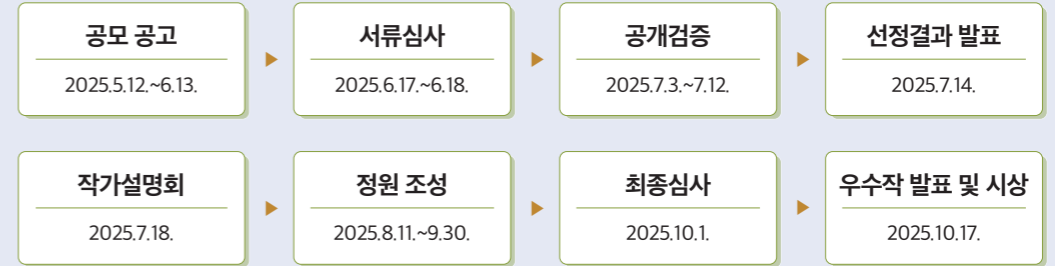 공모 공고
2025.5.12.~6.13.
서류심사
2025.6.17.~6.18.
공개검증
2025.7.3.~7.12.
선정결과 발표
2025.7.14.
작가설명회
2025.7.18.
정원 조성
2025.8.11.~9.30.
최종심사
2025.10.1.
우수작 발표 및 시상
2025.10.17.